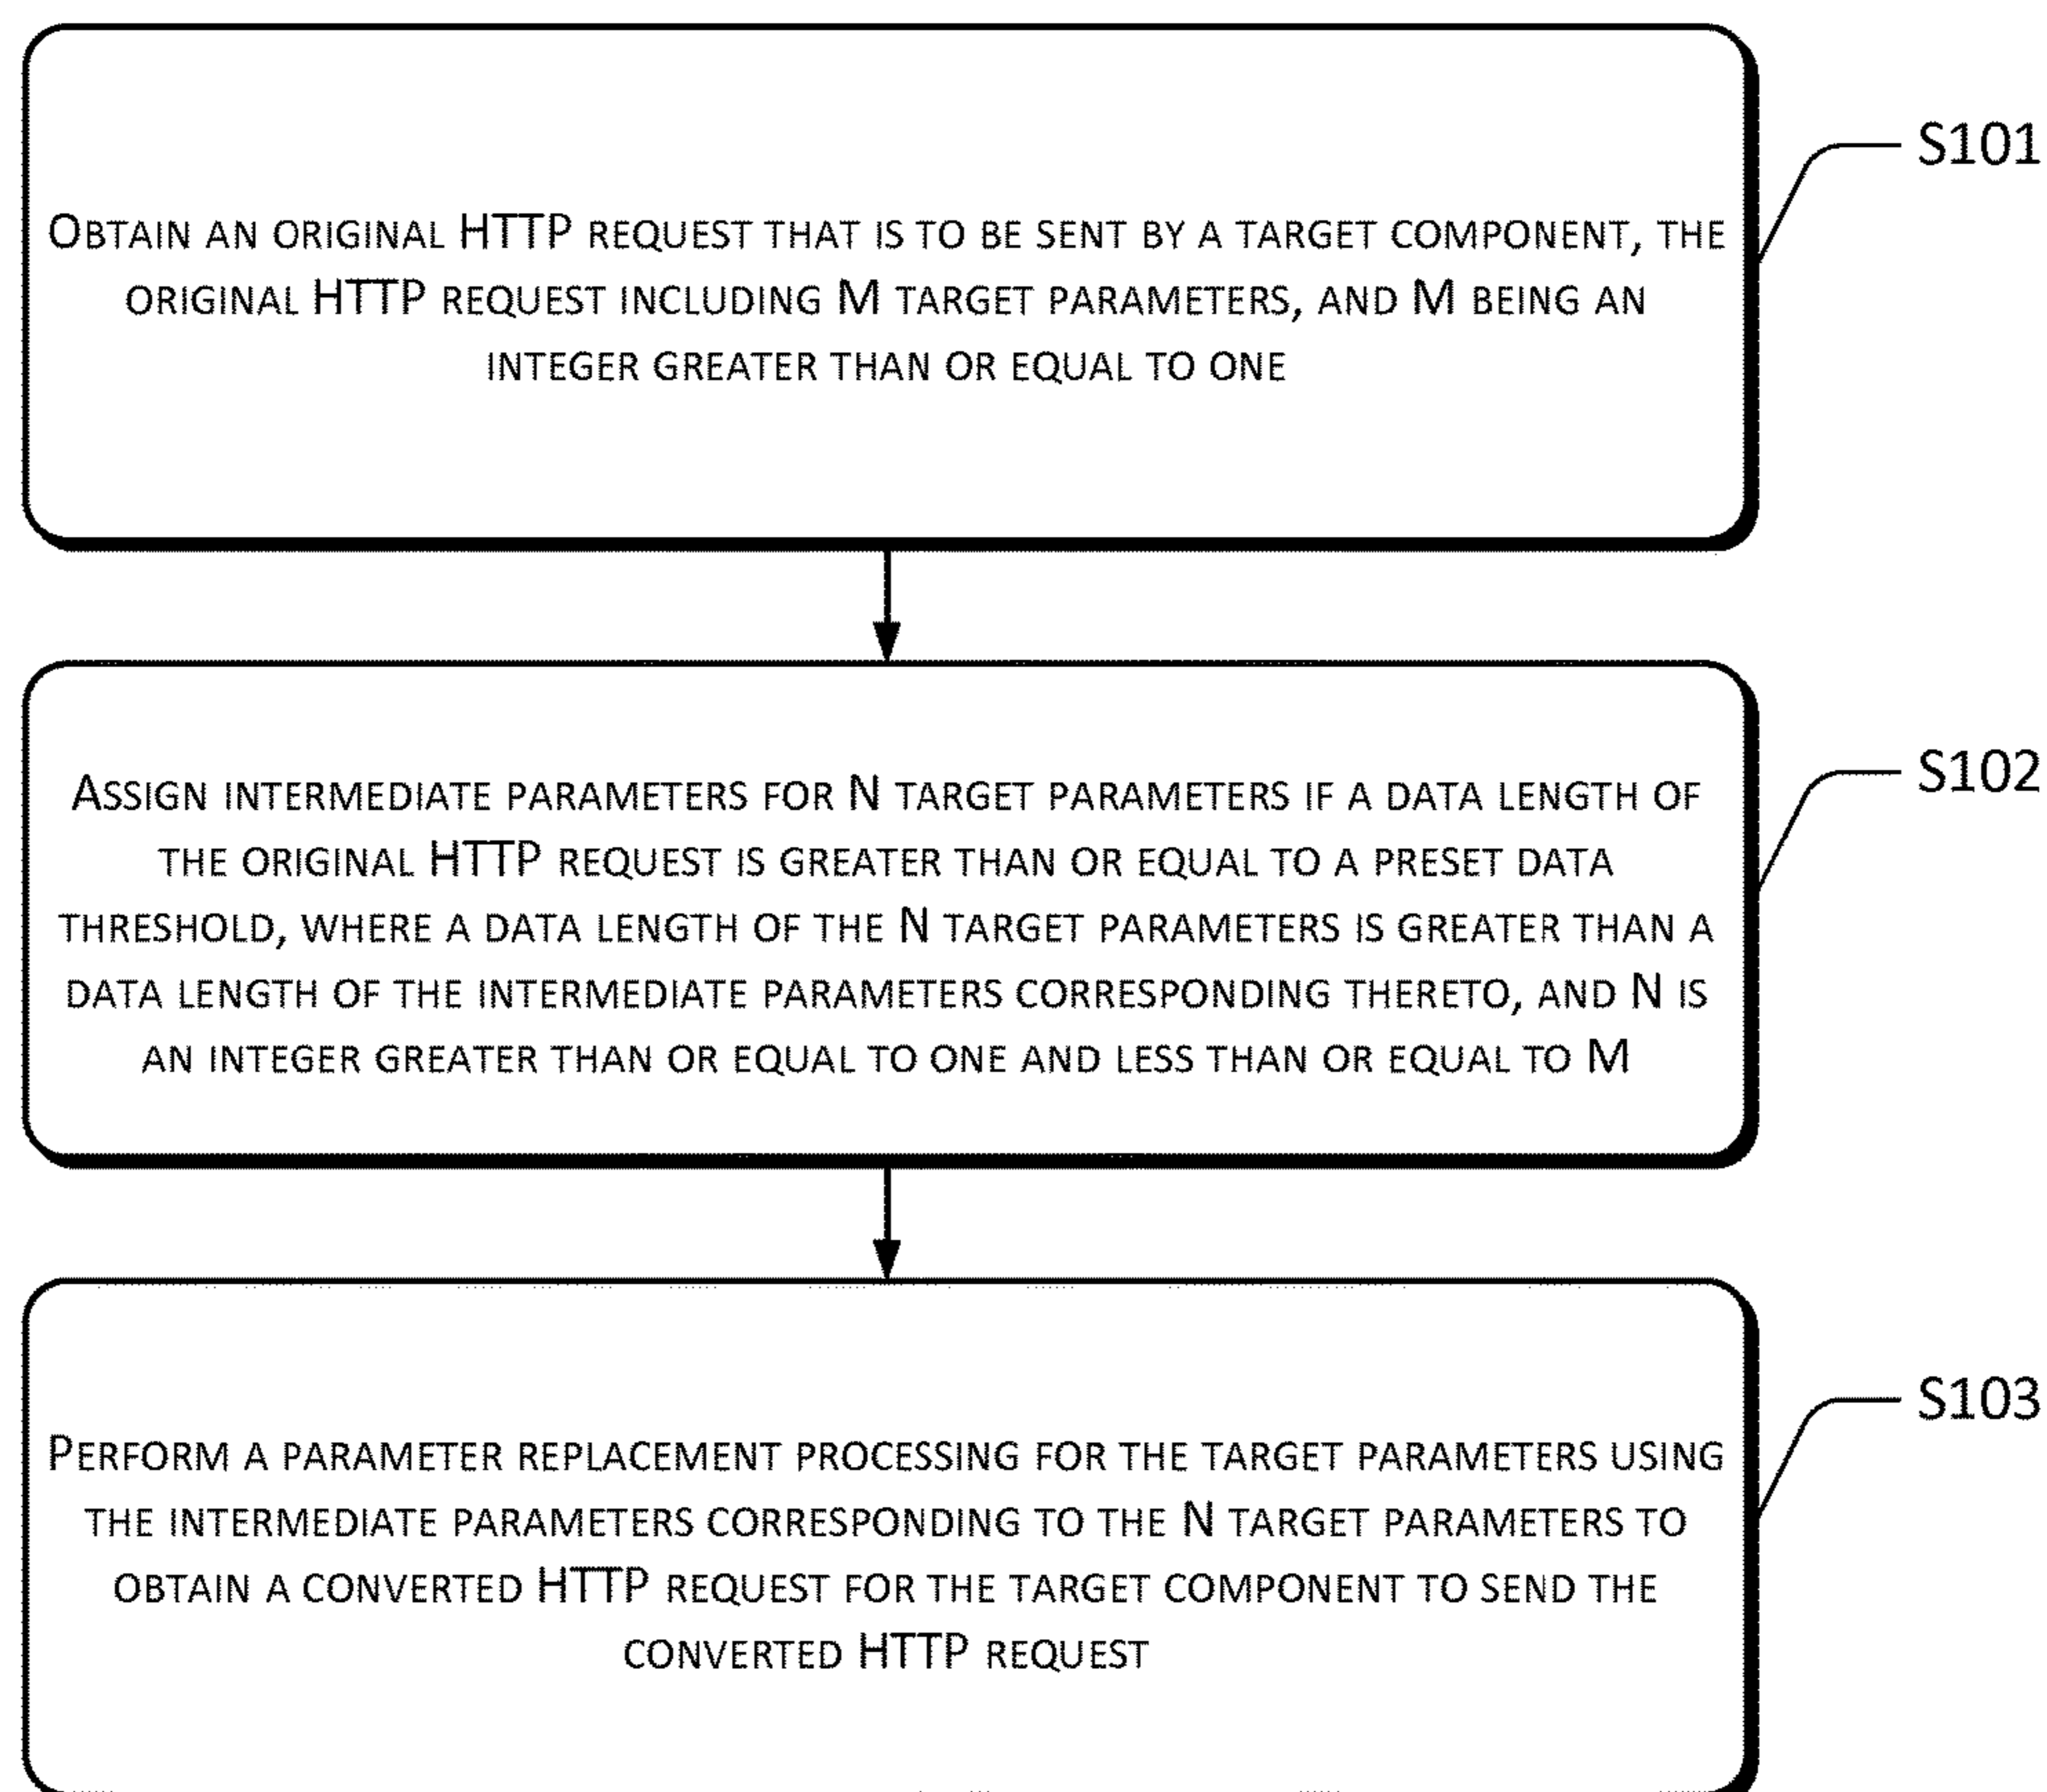 OBTAIN AN ORIGINAL HTTP REQUEST THAT IS TO BE SENT BY A TARGET COMPONENT, THE
ORIGINAL HTTP REQUEST INCLUDING M TARGET PARAMETERS, AND M BEING AN
INTEGER GREATER THAN OR EQUAL TO ONE
S101
ASSIGN INTERMEDIATE PARAMETERS FOR N TARGET PARAMETERS IF A DATA LENGTH OF
THE ORIGINAL HTTP REQUEST IS GREATER THAN OR EQUAL TO A PRESET DATA
THRESHOLD, WHERE A DATA LENGTH OF THE N TARGET PARAMETERS IS GREATER THAN A
DATA LENGTH OF THE INTERMEDIATE PARAMETERS CORRESPONDING THERETO, AND N IS
AN INTEGER GREATER THAN OR EQUAL TO ONE AND LESS THAN OR EQUAL TO M
S102
PERFORM A PARAMETER REPLACEMENT PROCESSING FOR THE TARGET PARAMETERS USING
THE INTERMEDIATE PARAMETERS CORRESPONDING TO THE N TARGET PARAMETERS TO
OBTAIN A CONVERTED HTTP REQUEST FOR THE TARGET COMPONENT TO SEND THE
CONVERTED HTTP REQUEST
S103